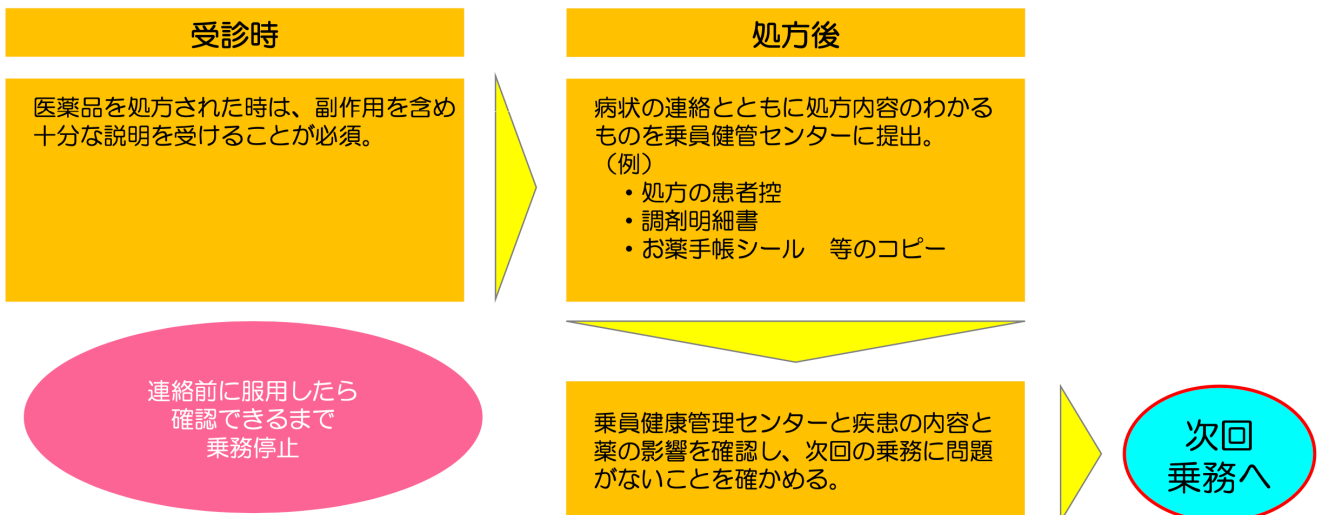 受診時
医薬品を処方された時は、副作用を含め
十分な説明を受けることが必須。
処方後
病状の連絡とともに処方内容のわかる
ものを乗員健管センターに提出。
（例）
・処方の患者控
・調剤明細書
・お薬手帳シール　等のコピー
連絡前に服用したら
確認できるまで
乗務停止
乗員健康管理センターと疾患の内容と
薬の影響を確認し、次回の乗務に問題
がないことを確かめる。
次回
乗務へ